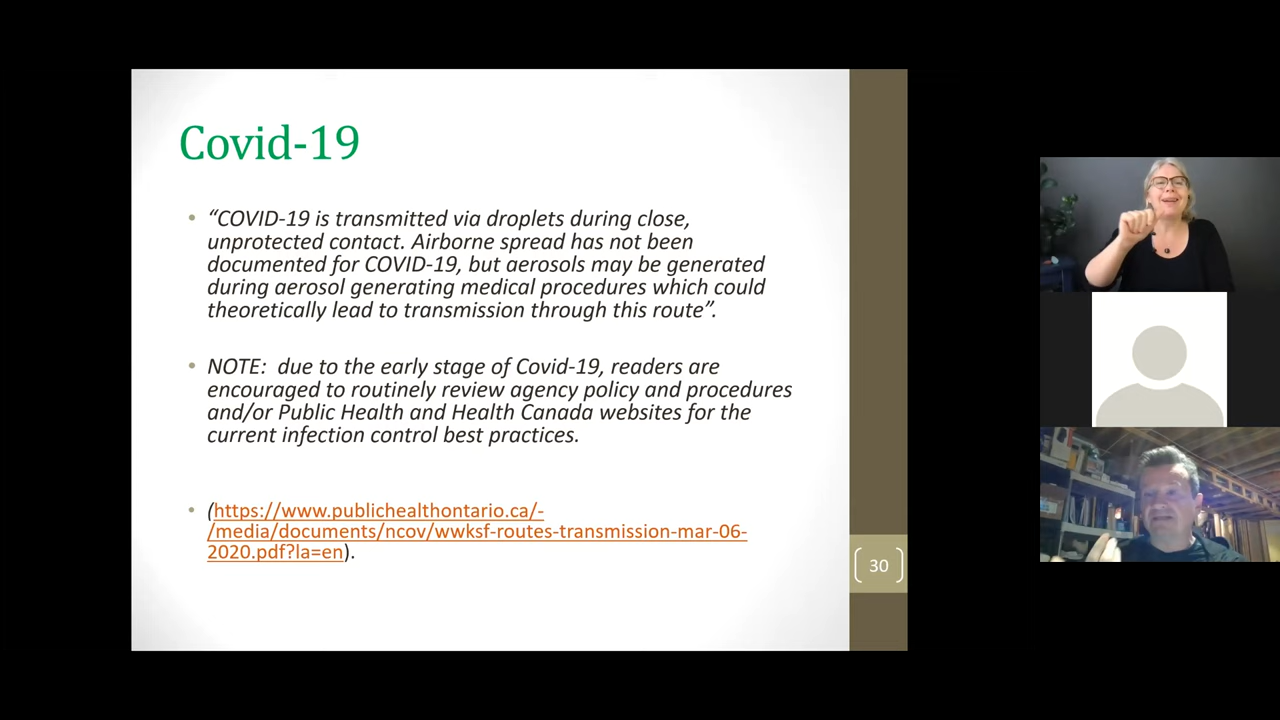 Covid-19
• “COVID-19 is transmitted via droplets during close,
unprotected contact. Airborne spread has not been
documented for COVID-19, but aerosols may be generated
during aerosol generating medical procedures which could
theoretically lead to transmission through this route”.
• NOTE:  due to the early stage of Covid-19, readers are
encouraged to routinely review agency policy and procedures
and/or Public Health and Health Canada websites for the
current infection control best practices.
• (https://www.publichealthontario.ca/-
/media/documents/ncov/wwksf-routes-transmission-mar-06-
2020.pdf?la=en).
30